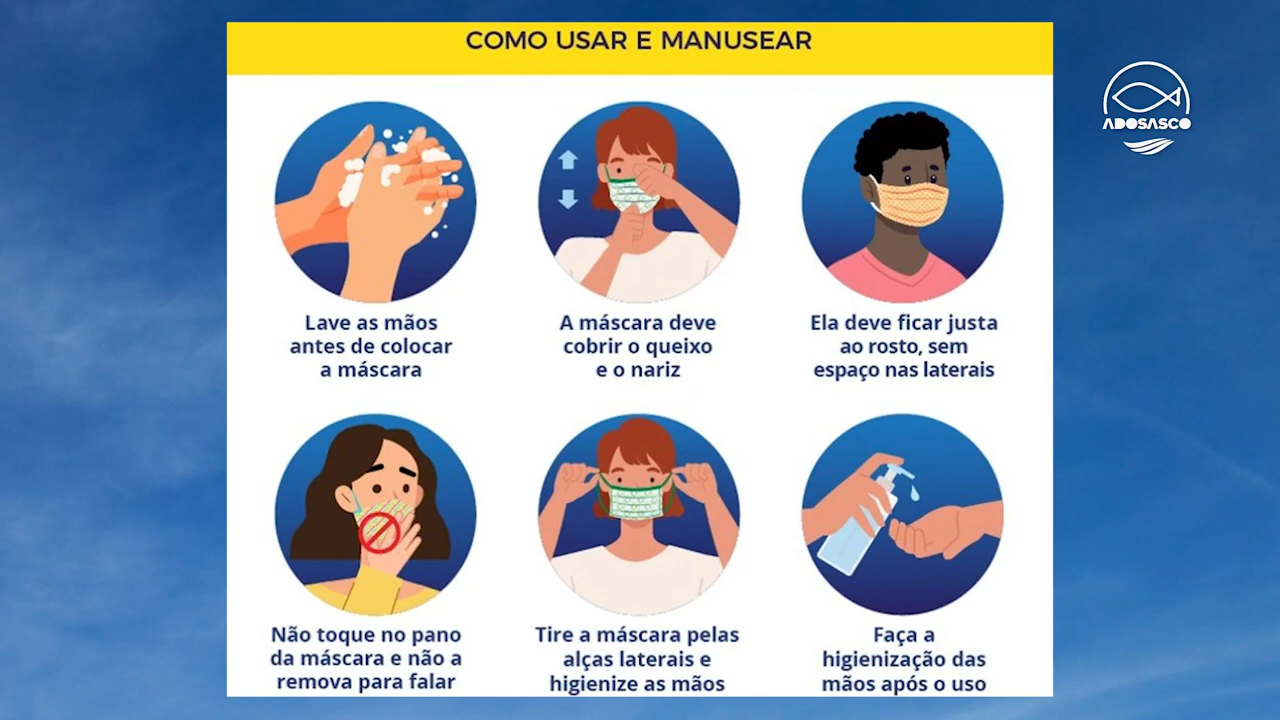 COMO USAR E MANUSEAR
ADOSASCO
Lave as mãos
antes de colocar
a máscara
A máscara deve
cobrir o queixo
e o nariz
Ela deve ficar justa
ao rosto, sem
espaço nas laterais
Não toque no pano
da máscara e não a
remova para falar
Tire a máscara pelas
alças laterais e
higienize as mãos
Faça a
higienização das
mãos após o uso